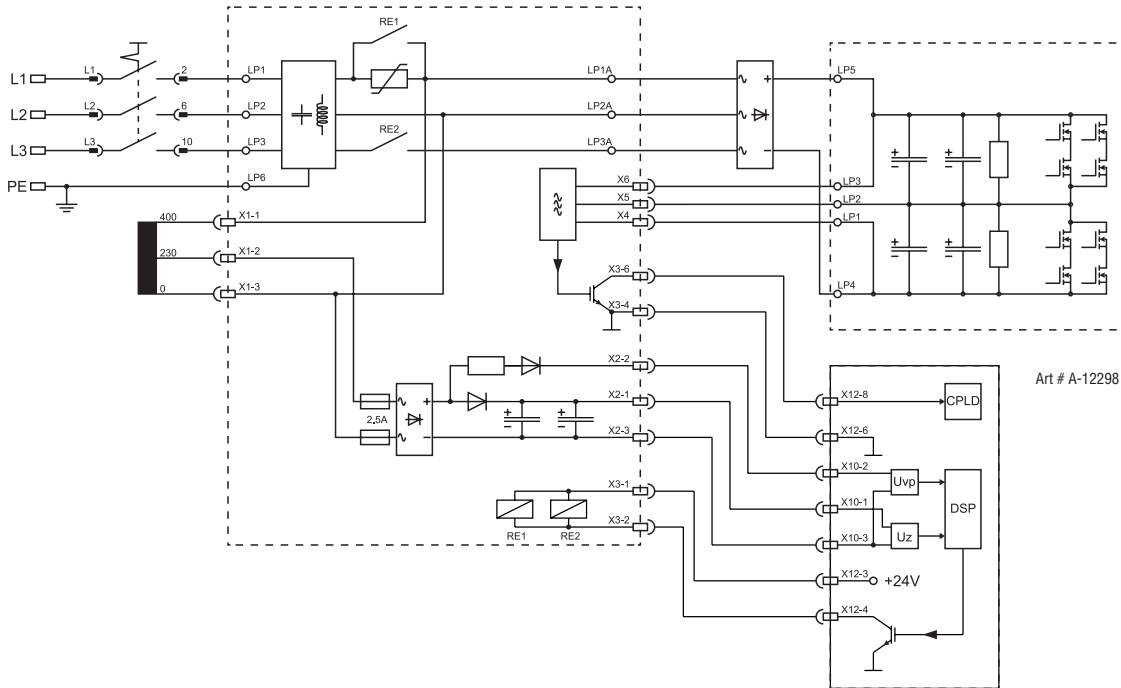 RE1
L1 L1 2 LP1 LP1A LP5
L2 L2 6 LP2 LP2A
RE2
L3 L3 10 LP3 LP3A
PE LP6 X6 LP3
X5 LP2
400 X1-1 X4 LP1
230 X1-2
X3-6
0 X1-3 LP4
X3-4
X2-2
Art # A-12298
X2-1 X12-8 CPLD
2,5A
X2-3 X12-6
X10-2 Uvp
X3-1 X10-1 DSP
X3-2 Uz
RE1 RE2 X10-3
X12-3 +24V
X12-4